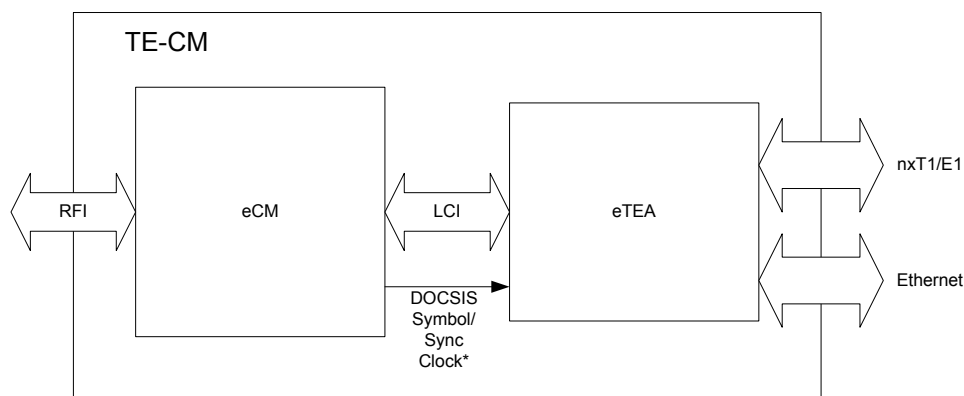 TE-CM
RFI
eCM
LCI
eTEA
nxT1/E1
Ethernet
DOCSIS
Symbol/
Sync
Clock*